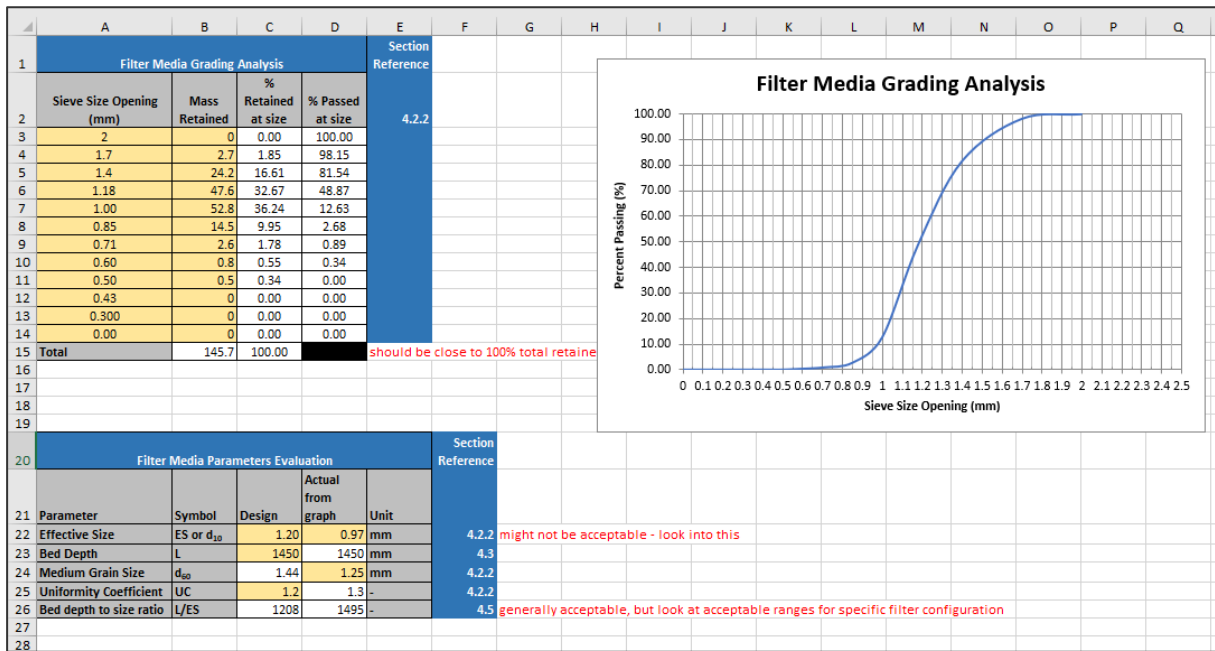 A B C D E F G H I J K L M N O P Q
1 Filter Media Grading Analysis Section Reference
2 Sieve Size Opening (mm) Mass Retained % Retained at size % Passed at size 4.2.2
3 2 0 0.00 100.00
4 1.7 2.7 1.85 98.15
5 1.4 24.2 16.61 81.54
6 1.18 47.6 32.67 48.87
7 1.00 52.8 36.24 12.63
8 0.85 14.5 9.95 2.68
9 0.71 2.6 1.78 0.89
10 0.60 0.8 0.55 0.34
11 0.50 0.5 0.34 0.00
12 0.43 0 0.00 0.00
13 0.300 0 0.00 0.00
14 0.00 0 0.00 0.00
15 Total 145.7 100.00 should be close to 100% total retaine
16
17
18
19
Filter Media Grading Analysis
Percent Passing (%)
100.00
90.00
80.00
70.00
60.00
50.00
40.00
30.00
20.00
10.00
0.00
0 0.1 0.2 0.3 0.4 0.5 0.6 0.7 0.8 0.9 1 1.1 1.2 1.3 1.4 1.5 1.6 1.7 1.8 1.9 2 2.1 2.2 2.3 2.4 2.5
Sieve Size Opening (mm)
20 Filter Media Parameters Evaluation Section Reference
21 Parameter Symbol Design Actual from graph Unit
22 Effective Size ES or d10 1.20 0.97 mm 4.2.2 might not be acceptable - look into this
23 Bed Depth L 1450 1450 mm 4.3
24 Medium Grain Size d60 1.44 1.25 mm 4.2.2
25 Uniformity Coefficient UC 1.2 1.3 - 4.2.2
26 Bed depth to size ratio L/ES 1208 1495 - 4.5 generally acceptable, but look at acceptable ranges for specific filter configuration
27
28